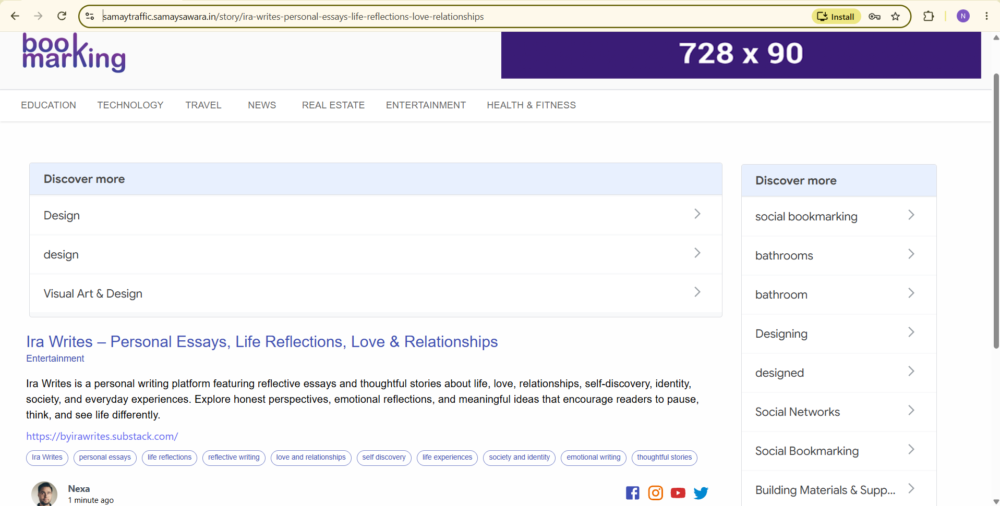 samaytraffic.samaysawara.in/story/ira-writes-personal-essays-life-reflections-love-relationships
Install
N
boo
marking
728 x 90
EDUCATION TECHNOLOGY TRAVEL NEWS REAL ESTATE ENTERTAINMENT HEALTH & FITNESS
Discover more
Design
design
Visual Art & Design
Ira Writes – Personal Essays, Life Reflections, Love & Relationships
Entertainment
Ira Writes is a personal writing platform featuring reflective essays and thoughtful stories about life, love, relationships, self-discovery, identity,
society, and everyday experiences. Explore honest perspectives, emotional reflections, and meaningful ideas that encourage readers to pause,
think, and see life differently.
https://byirawrites.substack.com/
Ira Writes personal essays life reflections reflective writing love and relationships self discovery life experiences society and identity emotional writing thoughtful stories
Nexa
1 minute ago
Discover more
social bookmarking
bathrooms
bathroom
Designing
designed
Social Networks
Social Bookmarking
Building Materials & Supp...